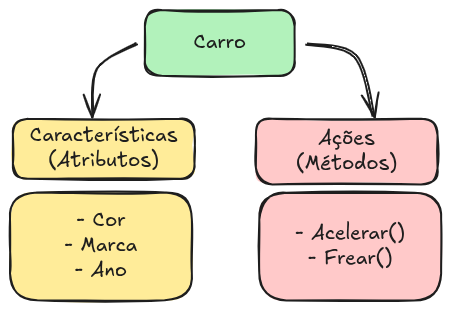 Carro
Características
(Atributos)
- Cor
- Marca
- Ano
Ações
(Métodos)
- Acelerar()
- Frear()